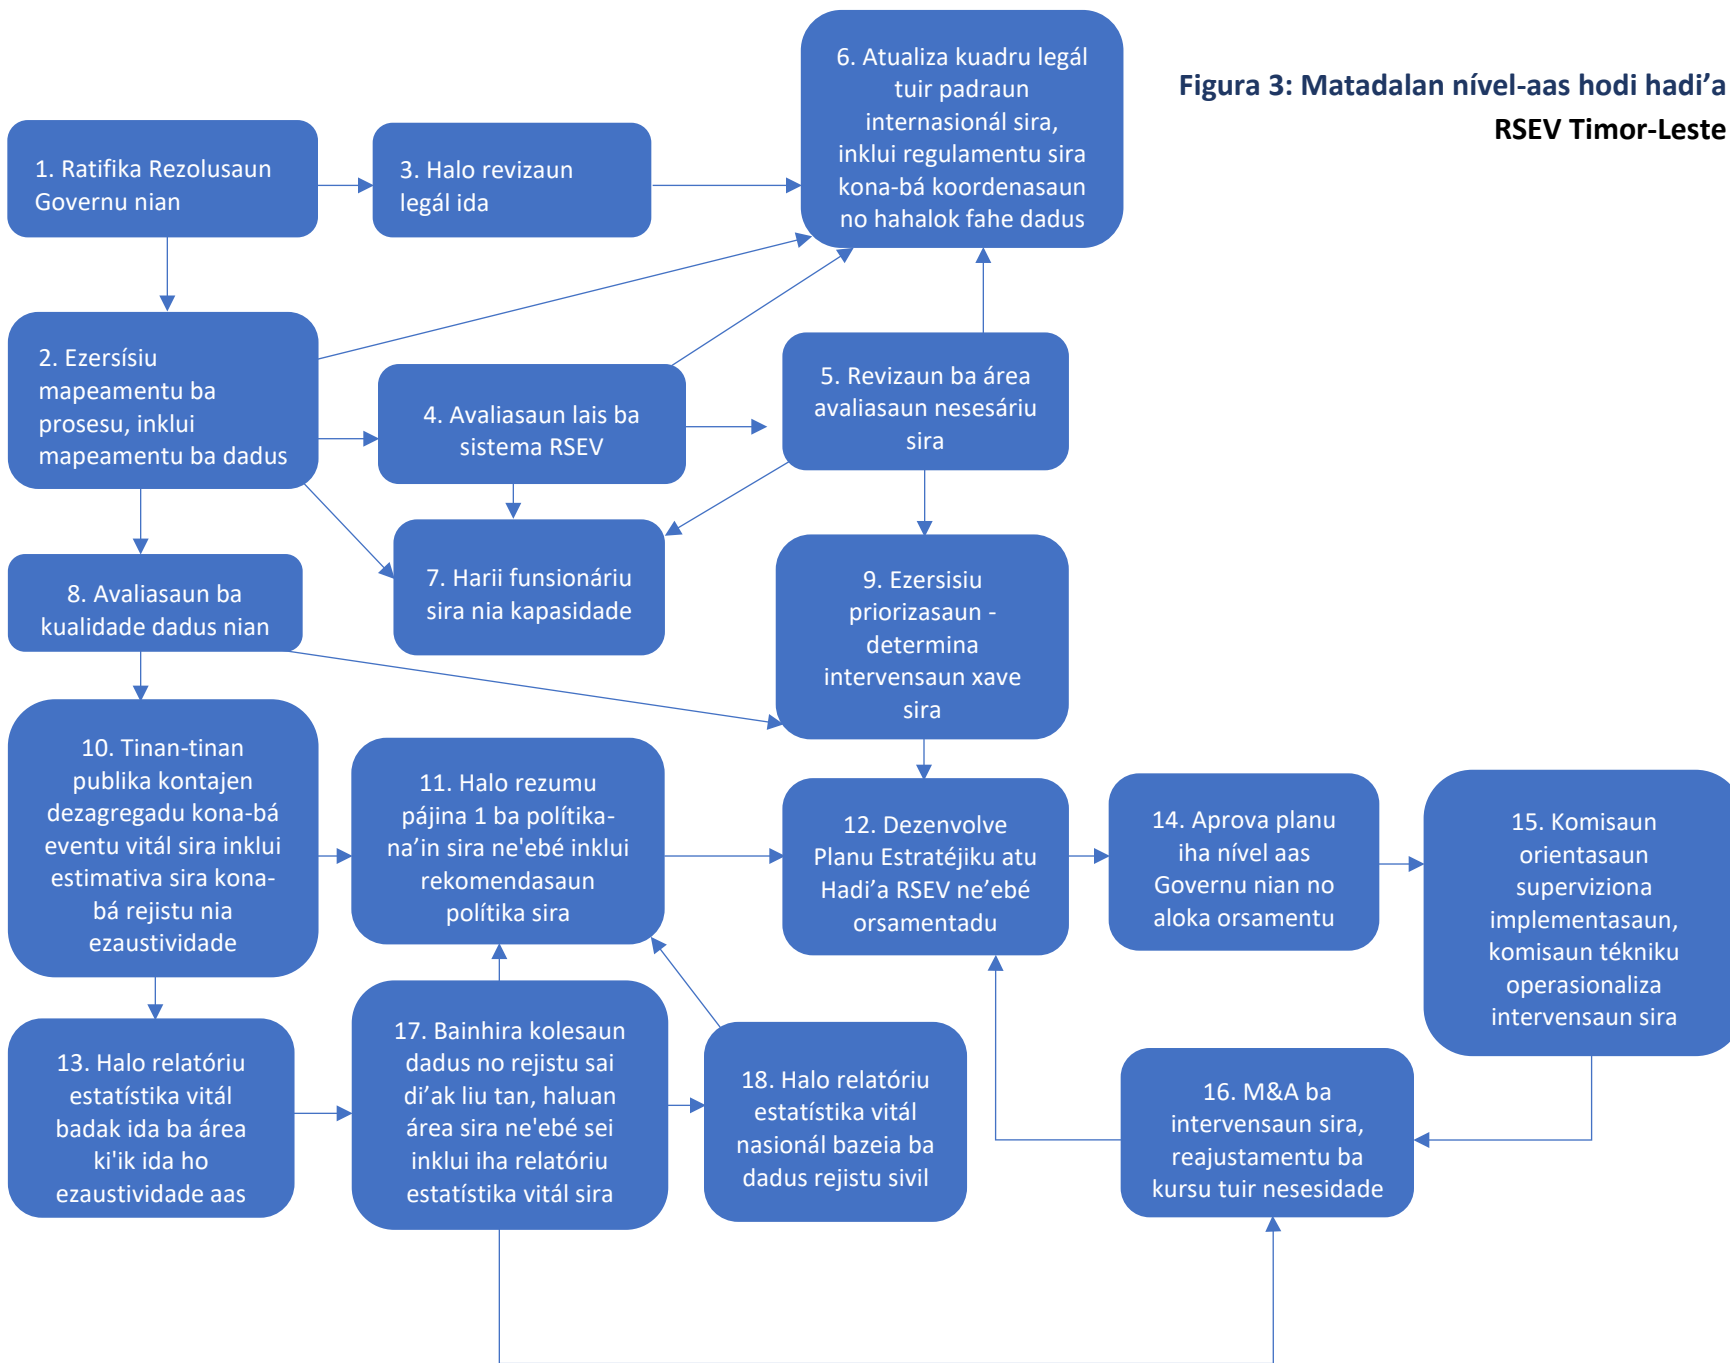 Figura 3: Matadalan nível-aas hodi hadi’a
RSEV Timor-Leste
1. Ratifika Rezolusaun
Governu nian
3. Halo revizaun
legál ida
6. Atualiza kuadru legál
tuir padraun
internasionál sira,
inklui regulamentu sira
kona-bá koordenasaun
no hahalok fahe dadus
2. Ezersísiu
mapeamentu ba
prosesu, inklui
mapeamentu ba dadus
4. Avaliasaun lais ba
sistema RSEV
5. Revizaun ba área
avaliasaun nesesáriu
sira
7. Harii funsionáriu
sira nia kapasidade
8. Avaliasaun ba
kualidade dadus nian
9. Ezersisiu
priorizasaun -
determina
intervensaun xave
sira
10. Tinan-tinan
publika kontajen
dezagregadu kona-bá
eventu vitál sira inklui
estimativa sira kona-
bá rejistu nia
ezaustividade
11. Halo rezumu
pájina 1 ba polítika-
na’in sira ne'ebé inklui
rekomendasaun
polítika sira
12. Dezenvolve
Planu Estratéjiku atu
Hadi’a RSEV ne’ebé
orsamentadu
14. Aprova planu
iha nível aas
Governu nian no
aloka orsamentu
15. Komisaun
orientasaun
superviziona
implementasaun,
komisaun tékniku
operasionaliza
intervensaun sira
13. Halo relatóriu
estatístika vitál
badak ida ba área
ki'ik ida ho
ezaustividade aas
17. Bainhira kolesaun
dadus no rejistu sai
di’ak liu tan, haluan
área sira ne'ebé sei
inklui iha relatóriu
estatístika vitál sira
18. Halo relatóriu
estatístika vitál
nasionál bazeia ba
dadus rejistu sivil
16. M&A ba
intervensaun sira,
reajustamentu ba
kursu tuir nesesidade